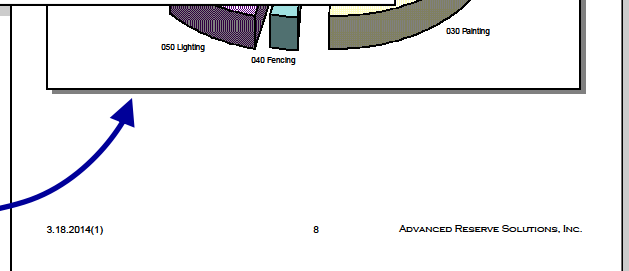 030 Painting
050 Lighting
040 Fencing
3.18.2014(1) 8 Advanced Reserve Solutions, Inc.